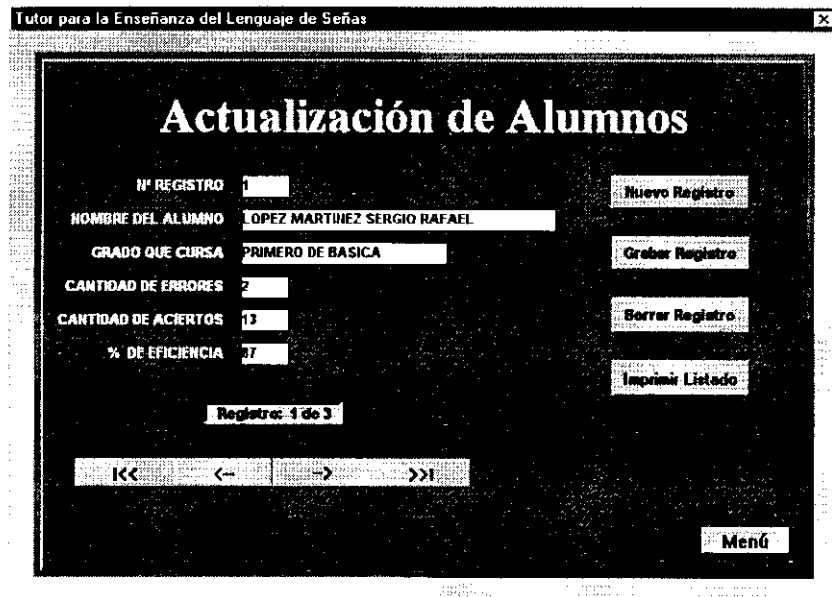 Tutor para la Enseñanza del Lenguaje de Señas
Actualización de Alumnos
Nº REGISTRO 1
NOMBRE DEL ALUMNO LOPEZ MARTINEZ SERGIO RAFAEL
GRADO QUE CURSA PRIMERO DE BASICA
CANTIDAD DE ERRORES 2
CANTIDAD DE ACIERTOS 13
% DE EFICIENCIA 87
Nuevo Registro
Grabar Registro
Borrar Registro
Imprimir Listado
Registro: 1 de 3
|<< <-- --> >>|
Menú